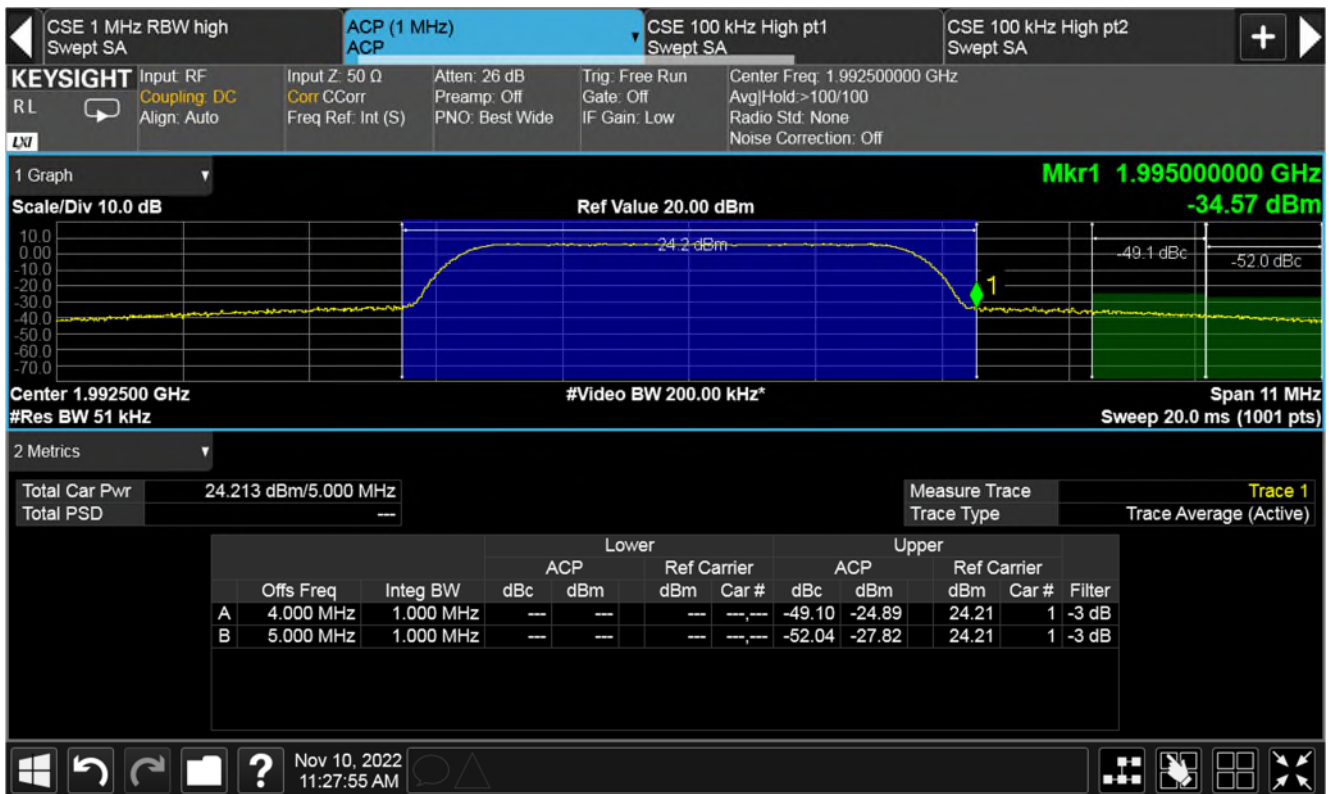 CSE 1 MHz RBW high
Swept SA
ACP (1 MHz)
ACP
CSE 100 kHz High pt1
Swept SA
CSE 100 kHz High pt2
Swept SA
+
KEYSIGHT
RL
LXI
Input: RF
Coupling: DC
Align: Auto
Input Z: 50 Ω
Corr CCorr
Freq Ref: Int (S)
Atten: 26 dB
Preamp: Off
PNO: Best Wide
Trig: Free Run
Gate: Off
IF Gain: Low
Center Freq: 1.992500000 GHz
Avg|Hold:>100/100
Radio Std: None
Noise Correction: Off
1 Graph
Mkr1 1.995000000 GHz
Scale/Div 10.0 dB Ref Value 20.00 dBm -34.57 dBm
10.0
0.00
-10.0
-20.0
-30.0
-40.0
-50.0
-60.0
-70.0
24.2 dBm
-49.1 dBc
-52.0 dBc
1
Center 1.992500 GHz #Video BW 200.00 kHz* Span 11 MHz
#Res BW 51 kHz Sweep 20.0 ms (1001 pts)
2 Metrics
Total Car Pwr 24.213 dBm/5.000 MHz
Total PSD ---
Measure Trace Trace 1
Trace Type Trace Average (Active)
Lower Upper
ACP Ref Carrier ACP Ref Carrier
Offs Freq Integ BW dBc dBm dBm Car # dBc dBm dBm Car # Filter
A 4.000 MHz 1.000 MHz --- --- --- ---,--- -49.10 -24.89 24.21 1 -3 dB
B 5.000 MHz 1.000 MHz --- --- --- ---,--- -52.04 -27.82 24.21 1 -3 dB
?
Nov 10, 2022
11:27:55 AM